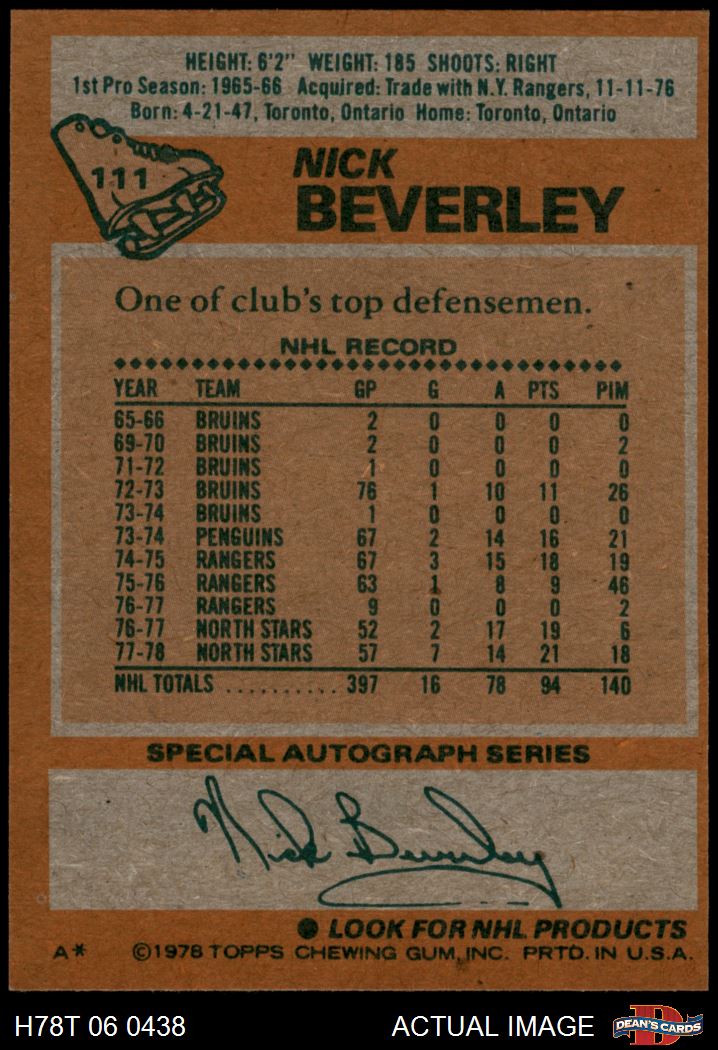 HEIGHT: 6'2" WEIGHT: 185 SHOOTS: RIGHT
1st Pro Season: 1965-66 Acquired: Trade with N.Y. Rangers, 11-11-76
Born: 4-21-47, Toronto, Ontario Home: Toronto, Ontario
111
NICK
BEVERLEY
One of club's top defensemen.
NHL RECORD
YEAR TEAM GP G A PTS PIM
65-66 BRUINS 2 0 0 0 0
69-70 BRUINS 2 0 0 0 2
71-72 BRUINS 1 0 0 0 0
72-73 BRUINS 76 1 10 11 26
73-74 BRUINS 1 0 0 0 0
73-74 PENGUINS 67 2 14 16 21
74-75 RANGERS 67 3 15 18 19
75-76 RANGERS 63 1 8 9 46
76-77 RANGERS 9 0 0 0 2
76-77 NORTH STARS 52 2 17 19 6
77-78 NORTH STARS 57 7 14 21 18
NHL TOTALS .......... 397 16 78 94 140
SPECIAL AUTOGRAPH SERIES
Nick Beverley
● LOOK FOR NHL PRODUCTS
A* ©1978 TOPPS CHEWING GUM, INC. PRTD. IN U.S.A.
H78T 06 0438 ACTUAL IMAGE DEAN'S CARDS